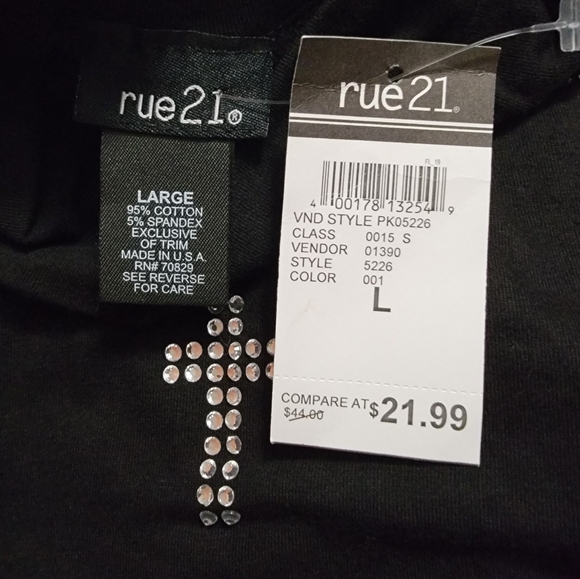 rue21®
LARGE
95% COTTON
5% SPANDEX
EXCLUSIVE
OF TRIM
MADE IN U.S.A.
RN# 70829
SEE REVERSE
FOR CARE
rue21®
FL_19
4 00178 13254 9
VND STYLE PK05226
CLASS 0015 S
VENDOR 01390
STYLE 5226
COLOR 001
L
COMPARE AT $21.99
$44.00